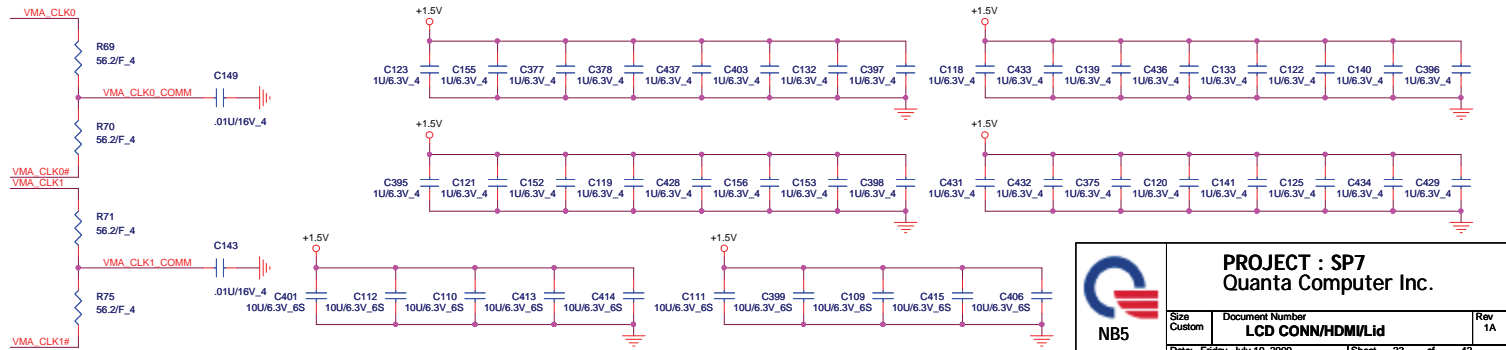 VMA_CLK0
R69
56.2/F_4
C149
VMA_CLK0_COMM
.01U/16V_4
R70
56.2/F_4
VMA_CLK0#
VMA_CLK1
R71
56.2/F_4
C143
VMA_CLK1_COMM
.01U/16V_4
R75
56.2/F_4
VMA_CLK1#
+1.5V
C123 C155 C377 C378 C437 C403 C132 C397
1U/6.3V_4 1U/6.3V_4 1U/6.3V_4 1U/6.3V_4 1U/6.3V_4 1U/6.3V_4 1U/6.3V_4 1U/6.3V_4
+1.5V
C118 C433 C139 C436 C133 C122 C140 C396
1U/6.3V_4 1U/6.3V_4 1U/6.3V_4 1U/6.3V_4 1U/6.3V_4 1U/6.3V_4 1U/6.3V_4 1U/6.3V_4
+1.5V
C395 C121 C152 C119 C428 C156 C153 C398
1U/6.3V_4 1U/6.3V_4 1U/6.3V_4 1U/6.3V_4 1U/6.3V_4 1U/6.3V_4 1U/6.3V_4 1U/6.3V_4
+1.5V
C431 C432 C375 C120 C141 C125 C434 C429
1U/6.3V_4 1U/6.3V_4 1U/6.3V_4 1U/6.3V_4 1U/6.3V_4 1U/6.3V_4 1U/6.3V_4 1U/6.3V_4
+1.5V
C401 C112 C110 C413 C414
10U/6.3V_6S 10U/6.3V_6S 10U/6.3V_6S 10U/6.3V_6S 10U/6.3V_6S
+1.5V
C111 C399 C109 C415 C406
10U/6.3V_6S 10U/6.3V_6S 10U/6.3V_6S 10U/6.3V_6S 10U/6.3V_6S
NB5
PROJECT : SP7
Quanta Computer Inc.
Size Document Number Rev
Custom LCD CONN/HDMI/Lid 1A
Date: Friday, July 10, 2009 Sheet of